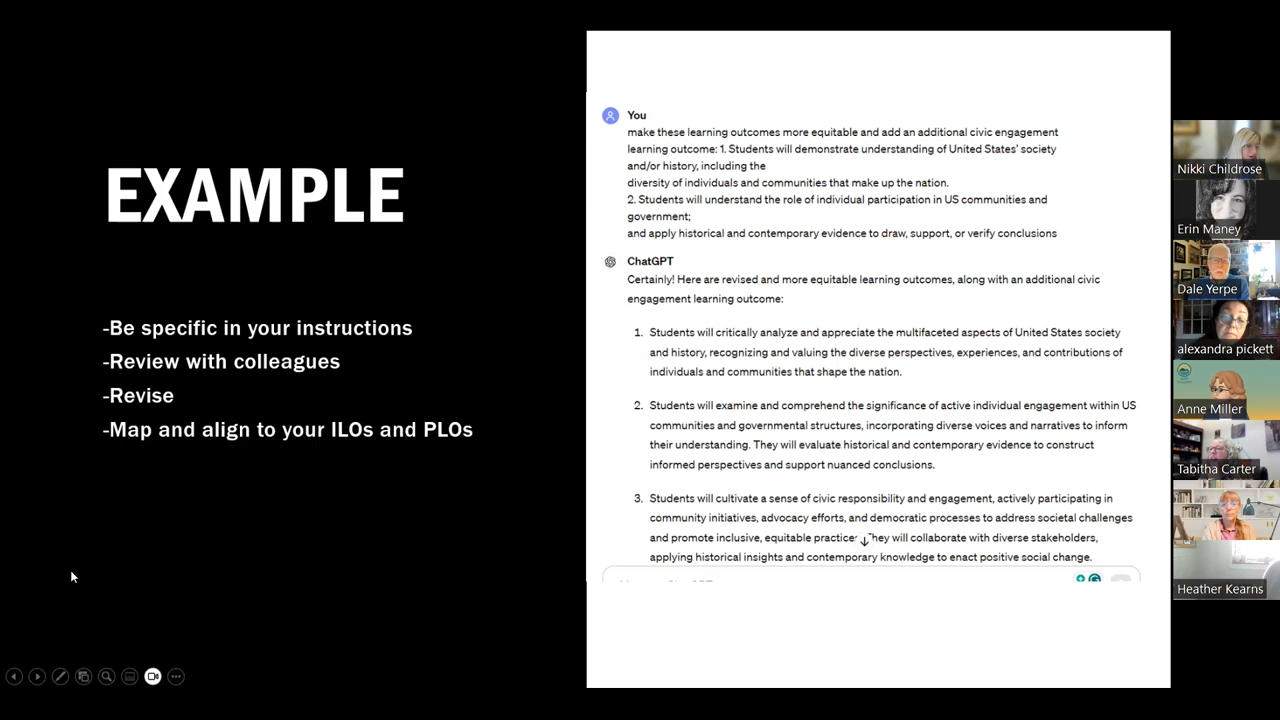 EXAMPLE
-Be specific in your instructions
-Review with colleagues
-Revise
-Map and align to your ILOs and PLOs
You
make these learning outcomes more equitable and add an additional civic engagement
learning outcome: 1. Students will demonstrate understanding of United States' society
and/or history, including the
diversity of individuals and communities that make up the nation.
2. Students will understand the role of individual participation in US communities and
government;
and apply historical and contemporary evidence to draw, support, or verify conclusions
ChatGPT
Certainly! Here are revised and more equitable learning outcomes, along with an additional civic
engagement learning outcome:
1. Students will critically analyze and appreciate the multifaceted aspects of United States society
and history, recognizing and valuing the diverse perspectives, experiences, and contributions of
individuals and communities that shape the nation.
2. Students will examine and comprehend the significance of active individual engagement within US
communities and governmental structures, incorporating diverse voices and narratives to inform
their understanding. They will evaluate historical and contemporary evidence to construct
informed perspectives and support nuanced conclusions.
3. Students will cultivate a sense of civic responsibility and engagement, actively participating in
community initiatives, advocacy efforts, and democratic processes to address societal challenges
and promote inclusive, equitable practices. They will collaborate with diverse stakeholders,
applying historical insights and contemporary knowledge to enact positive social change.
Nikki Childrose
Erin Maney
Dale Yerpe
alexandra pickett
Anne Miller
Tabitha Carter
Heather Kearns